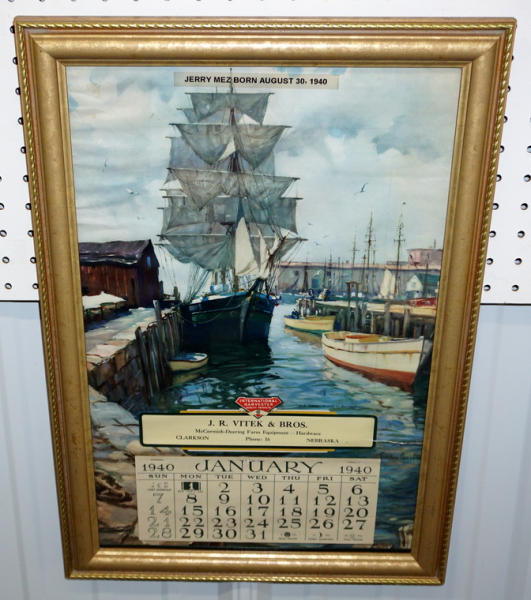 JERRY MEZ BORN AUGUST 30, 1940
INTERNATIONAL
HARVESTER
J. R. VITEK & BROS.
McCormick-Deering Farm Equipment - Hardware
CLARKSON Phone: 16 NEBRASKA
1940 JANUARY 1940
SUN MON TUE WED THU FRI SAT
1 2 3 4 5 6
7 8 9 10 11 12 13
14 15 16 17 18 19 20
21 22 23 24 25 26 27
28 29 30 31